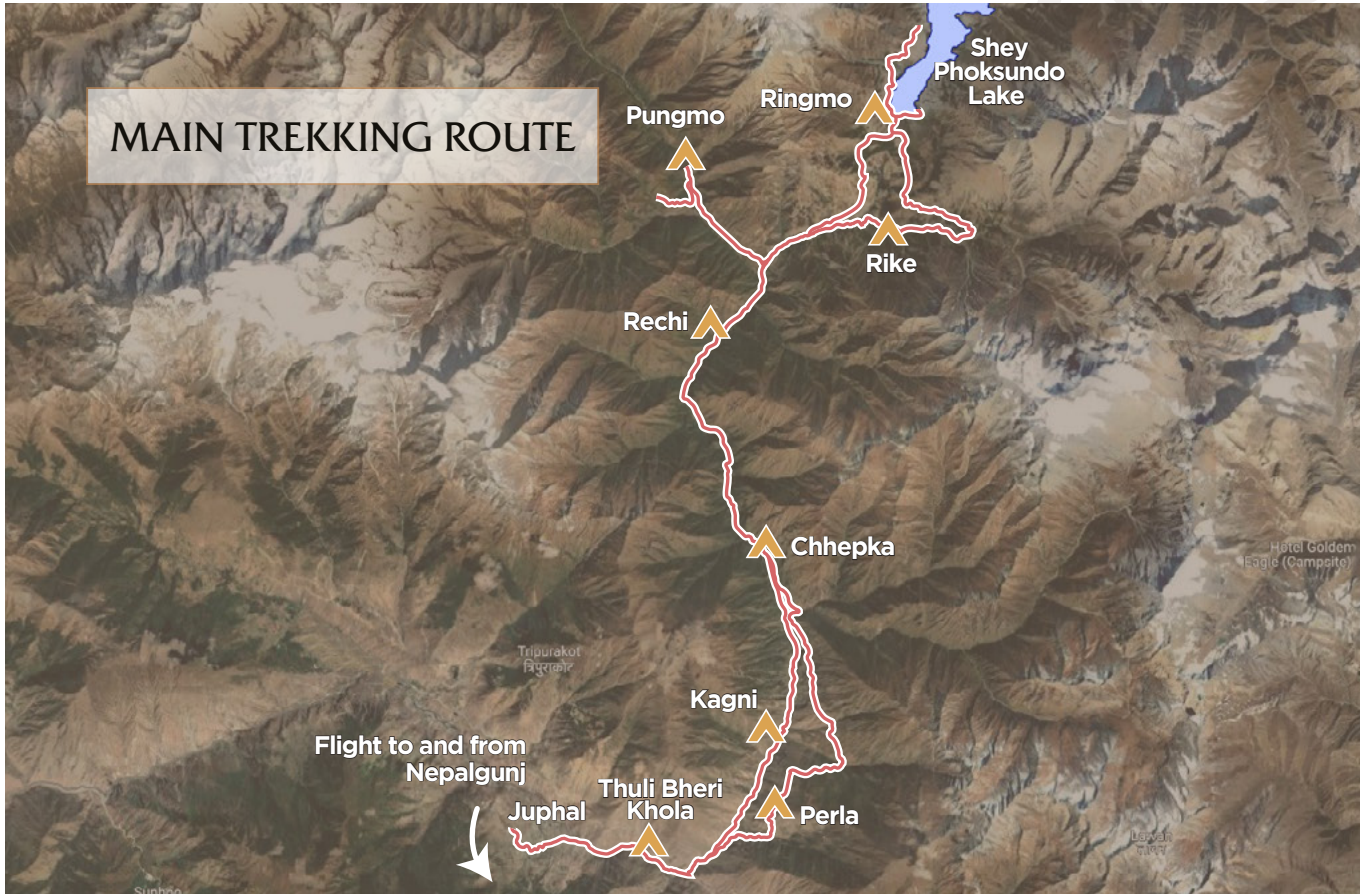 MAIN TREKKING ROUTE
Shey
Phoksundo
Lake
Ringmo
Pungmo
Rike
Rechi
Chhepka
Hotel Golden
Eagle (Campsite)
Tripurakot
त्रिपुराकोट
Kagni
Flight to and from
Nepalgunj
Thuli Bheri
Khola
Juphal
Perla